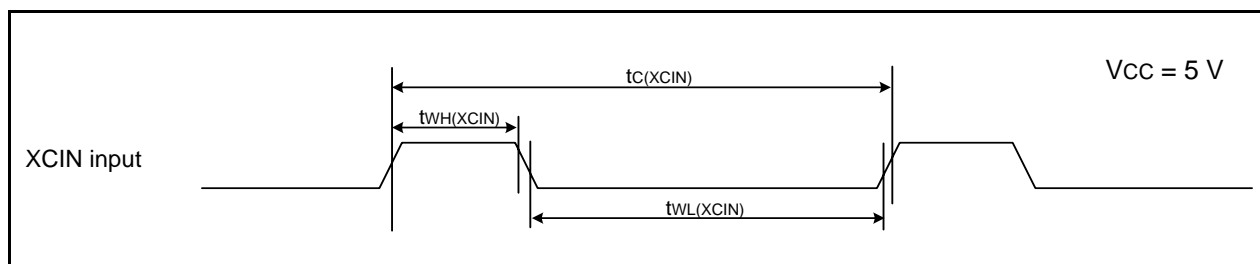 tC(XCIN)
VCC = 5 V
tWH(XCIN)
XCIN input
tWL(XCIN)